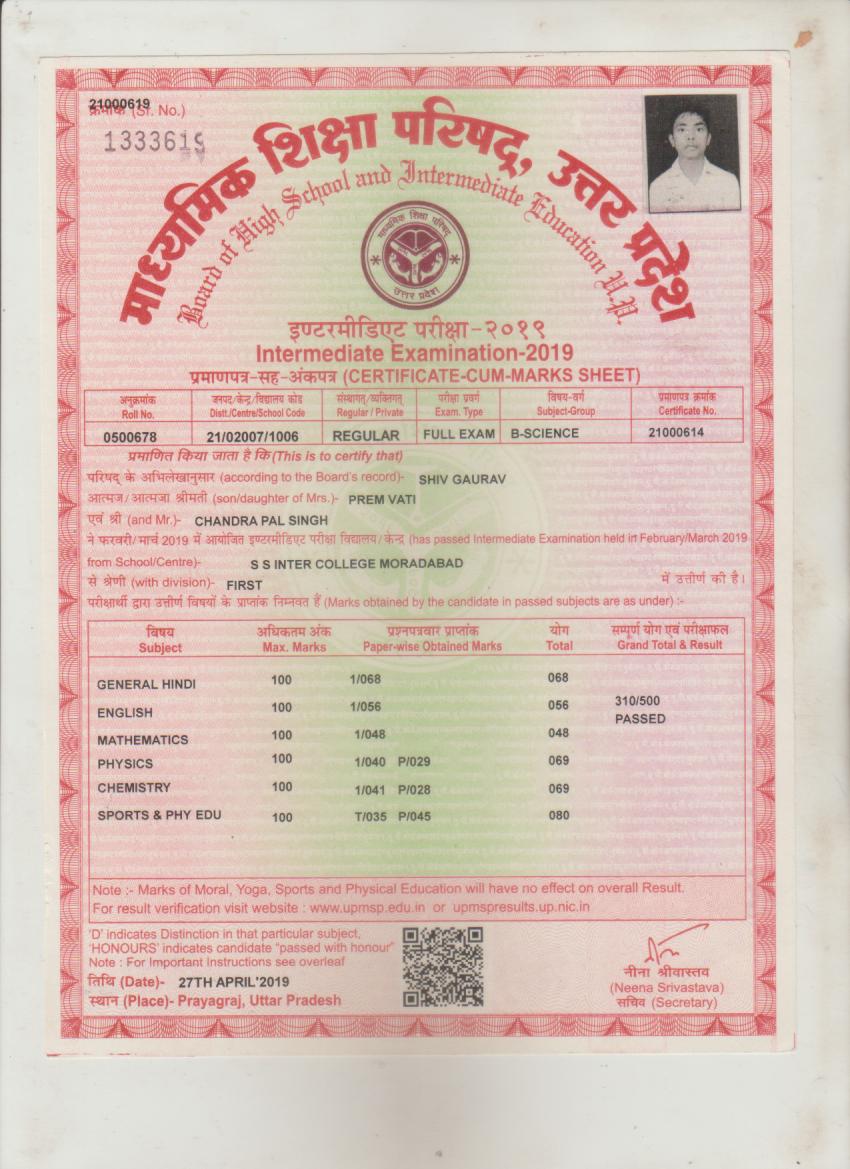 21000619
क्रमांक (Sr. No.)
1333619
माध्यमिक शिक्षा परिषद्, उत्तर प्रदेश
Board of High School and Intermediate Education U.P.
माध्यमिक शिक्षा परिषद्
उत्तर प्रदेश
इण्टरमीडिएट परीक्षा-२०१९
Intermediate Examination-2019
प्रमाणपत्र-सह-अंकपत्र (CERTIFICATE-CUM-MARKS SHEET)
अनुक्रमांक जनपद/केन्द्र/विद्यालय कोड संस्थागत्/व्यक्तिगत् परीक्षा प्रवर्ग विषय-वर्ग प्रमाणपत्र क्रमांक
Roll No. Distt./Centre/School Code Regular / Private Exam. Type Subject-Group Certificate No.
0500678 21/02007/1006 REGULAR FULL EXAM B-SCIENCE 21000614
प्रमाणित किया जाता है कि (This is to certify that)
परिषद् के अभिलेखानुसार (according to the Board's record)- SHIV GAURAV
आत्मज/आत्मजा श्रीमती (son/daughter of Mrs.)- PREM VATI
एवं श्री (and Mr.)- CHANDRA PAL SINGH
ने फरवरी/मार्च 2019 में आयोजित इण्टरमीडिएट परीक्षा विद्यालय/केन्द्र (has passed Intermediate Examination held in February/March 2019
from School/Centre)- S S INTER COLLEGE MORADABAD
से श्रेणी (with division)- FIRST में उत्तीर्ण की है।
परीक्षार्थी द्वारा उत्तीर्ण विषयों के प्राप्तांक निम्नवत हैं (Marks obtained by the candidate in passed subjects are as under) :-
विषय अधिकतम अंक प्रश्नपत्रवार प्राप्तांक योग सम्पूर्ण योग एवं परीक्षाफल
Subject Max. Marks Paper-wise Obtained Marks Total Grand Total & Result
GENERAL HINDI 100 1/068 068
ENGLISH 100 1/056 056 310/500
PASSED
MATHEMATICS 100 1/048 048
PHYSICS 100 1/040 P/029 069
CHEMISTRY 100 1/041 P/028 069
SPORTS & PHY EDU 100 T/035 P/045 080
Note :- Marks of Moral, Yoga, Sports and Physical Education will have no effect on overall Result.
For result verification visit website : www.upmsp.edu.in or upmspresults.up.nic.in
'D' indicates Distinction in that particular subject,
'HONOURS' indicates candidate "passed with honour"
Note : For Important Instructions see overleaf
तिथि (Date)- 27TH APRIL'2019
स्थान (Place)- Prayagraj, Uttar Pradesh
नीना श्रीवास्तव
(Neena Srivastava)
सचिव (Secretary)